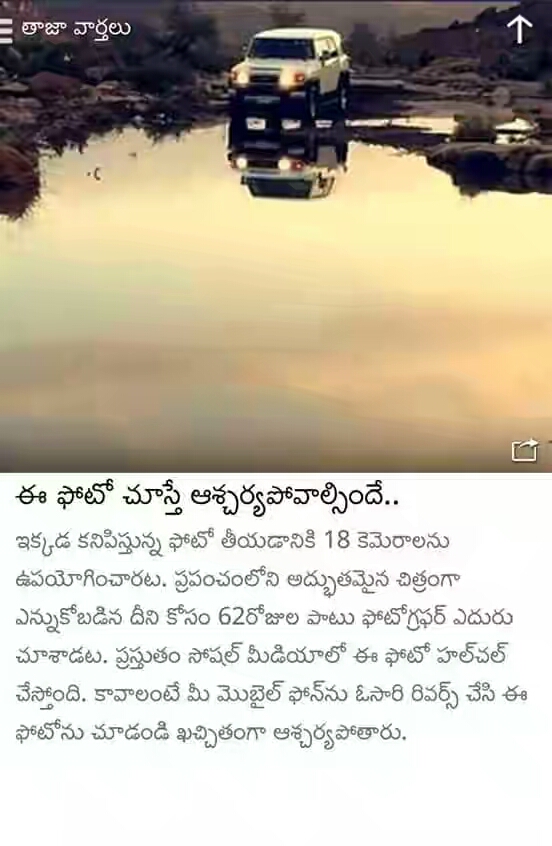 తాజా వార్తలు
ఈ ఫోటో చూస్తే ఆశ్చర్యపోవాల్సిందే..
ఇక్కడ కనిపిస్తున్న ఫోటో తీయడానికి 18 కెమెరాలను
ఉపయోగించారట. ప్రపంచంలోని అద్భుతమైన చిత్రంగా
ఎన్నుకోబడిన దీని కోసం 62రోజుల పాటు ఫోటోగ్రఫర్ ఎదురు
చూశాడట. ప్రస్తుతం సోషల్ మీడియాలో ఈ ఫోటో హల్‌చల్
చేస్తోంది. కావాలంటే మీ మొబైల్ ఫోన్‌ను ఓసారి రివర్స్ చేసి ఈ
ఫోటోను చూడండి ఖచ్చితంగా ఆశ్చర్యపోతారు.